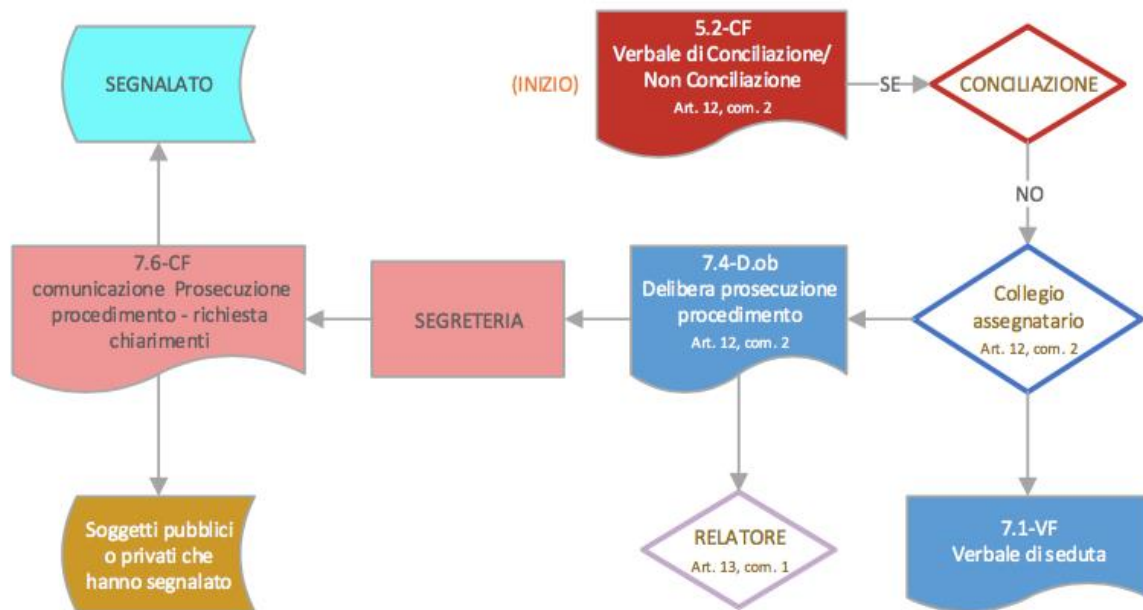 5.2-CF
Verbale di Conciliazione/
Non Conciliazione
Art. 12, com. 2
(INIZIO)
SE
CONCILIAZIONE
NO
SEGNALATO
7.6-CF
comunicazione Prosecuzione
procedimento - richiesta
chiarimenti
SEGRETERIA
7.4-D.ob
Delibera prosecuzione
procedimento
Art. 12, com. 2
Collegio
assegnatario
Art. 12, com. 2
Soggetti pubblici
o privati che
hanno segnalato
RELATORE
Art. 13, com. 1
7.1-VF
Verbale di seduta